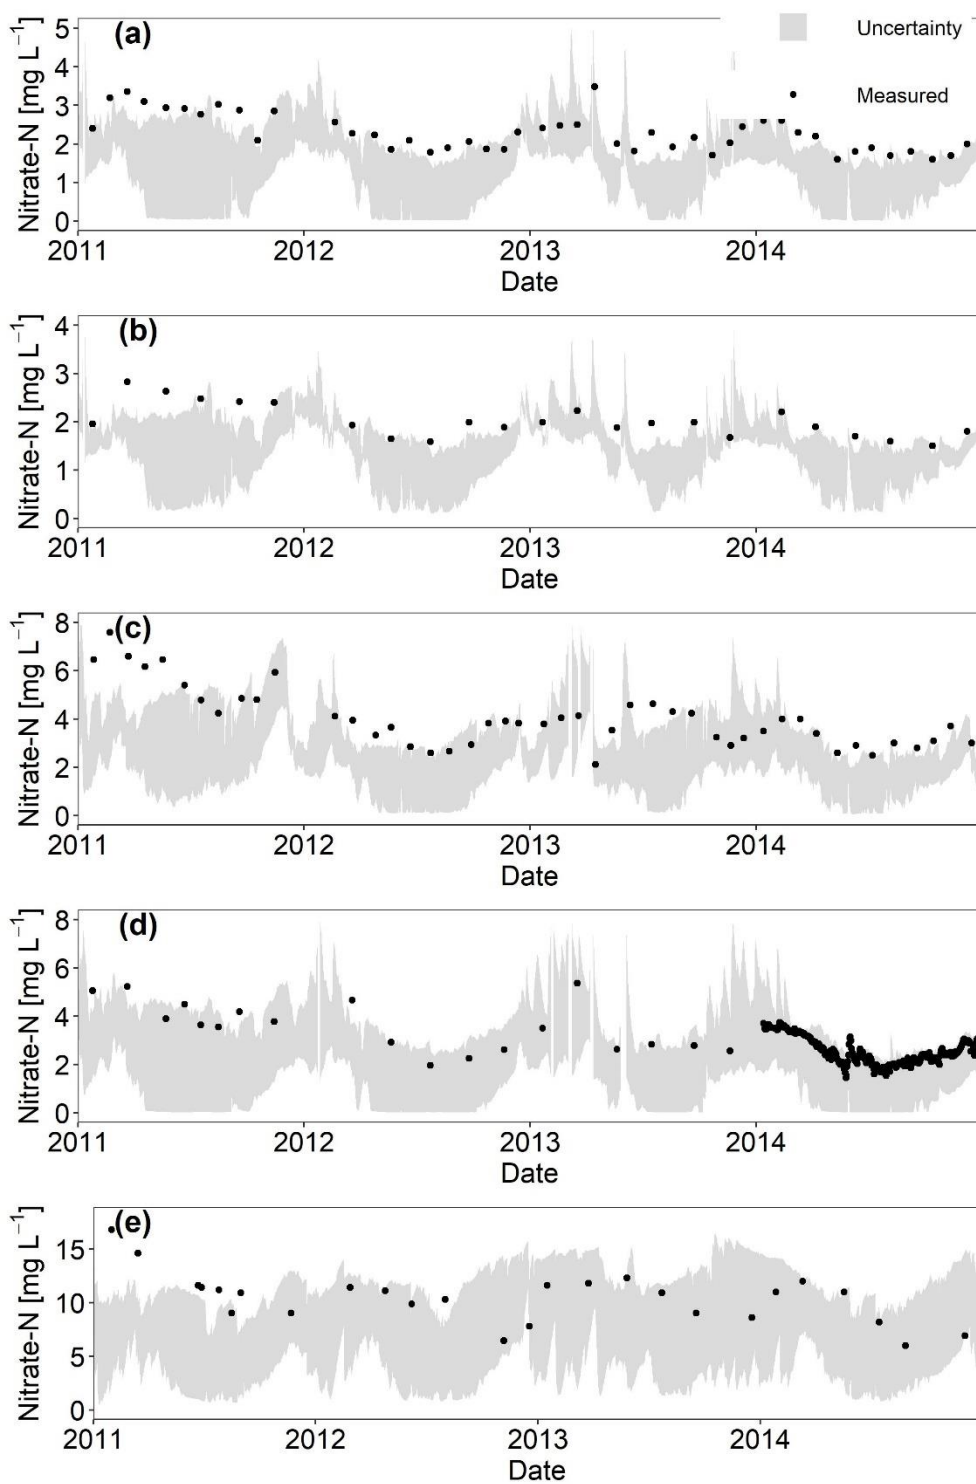 (a)
Uncertainty
Measured
Nitrate-N [mg L⁻¹]
5
4
3
2
1
0
2011 2012 2013 2014
Date
(b)
Nitrate-N [mg L⁻¹]
4
3
2
1
0
2011 2012 2013 2014
Date
(c)
Nitrate-N [mg L⁻¹]
8
6
4
2
0
2011 2012 2013 2014
Date
(d)
Nitrate-N [mg L⁻¹]
8
6
4
2
0
2011 2012 2013 2014
Date
(e)
Nitrate-N [mg L⁻¹]
15
10
5
0
2011 2012 2013 2014
Date